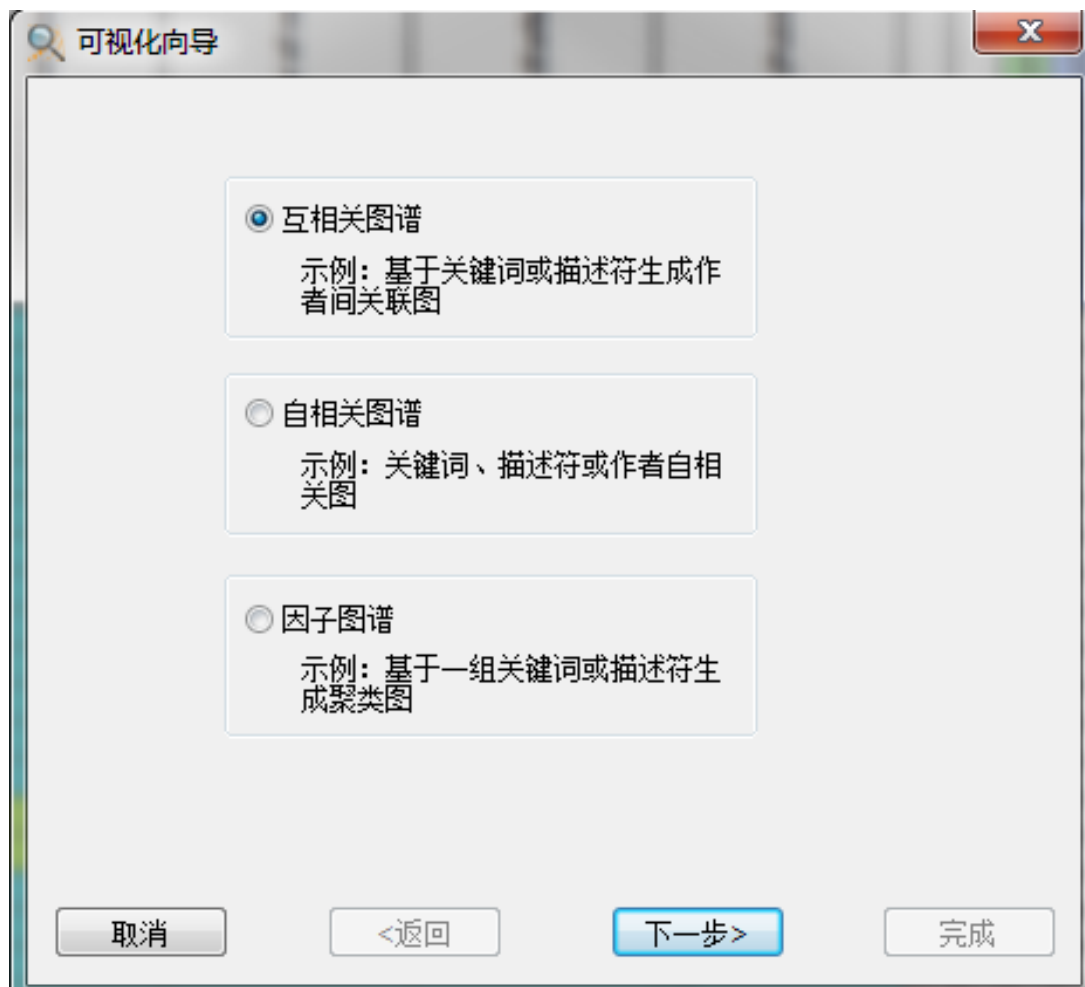 可视化向导
互相关图谱
示例：基于关键词或描述符生成作
者间关联图
自相关图谱
示例：关键词、描述符或作者自相
关图
因子图谱
示例：基于一组关键词或描述符生
成聚类图
取消 <返回 下一步> 完成